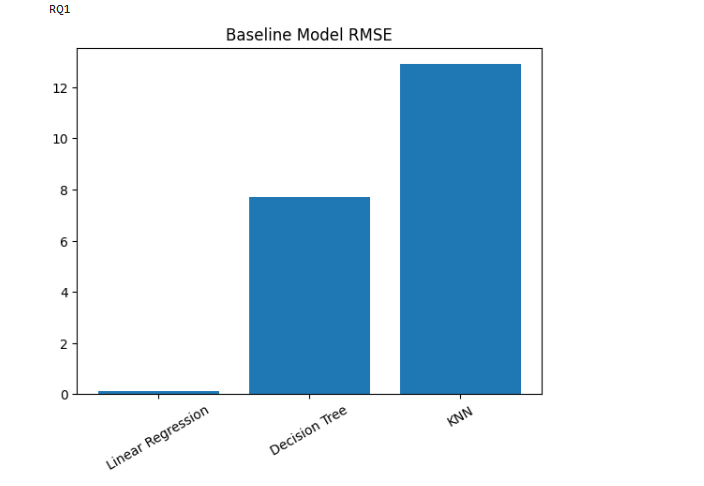 RQ1
Baseline Model RMSE
12
10
8
6
4
2
0
Linear Regression
Decision Tree
KNN